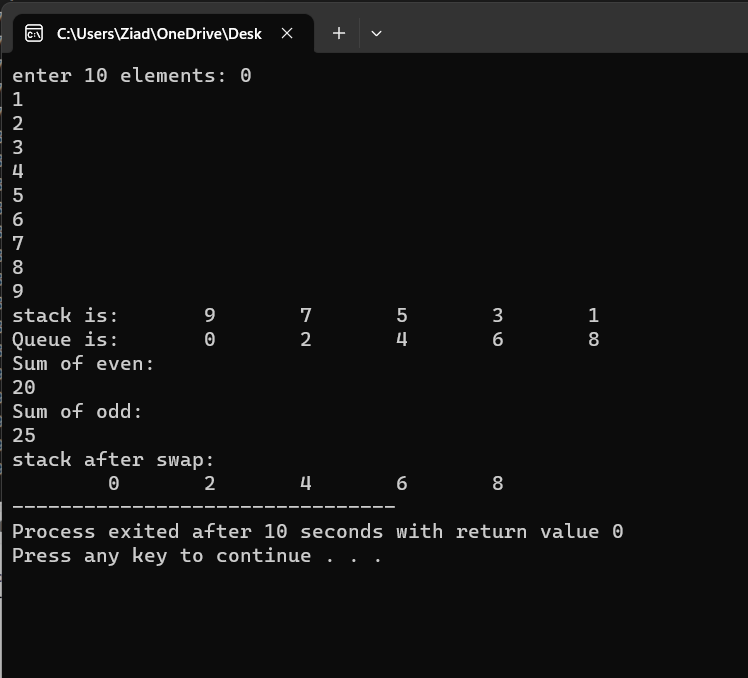 C:\Users\Ziad\OneDrive\Desk
enter 10 elements: 0
1
2
3
4
5
6
7
8
9
stack is:       9       7       5       3       1
Queue is:       0       2       4       6       8
Sum of even:
20
Sum of odd:
25
stack after swap:
        0       2       4       6       8
--------------------------------
Process exited after 10 seconds with return value 0
Press any key to continue . . .